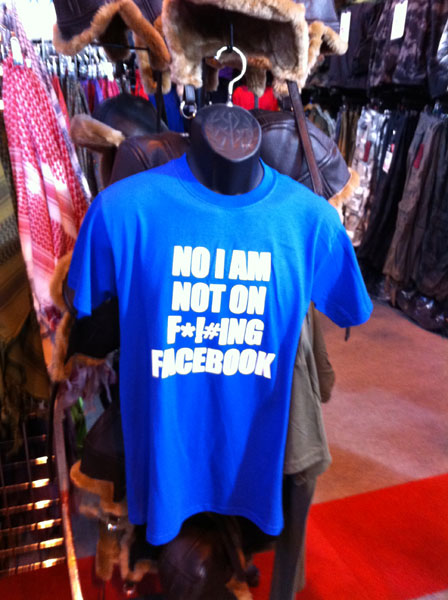 NO I AM
NOT ON
F*!#ING
FACEBOOK